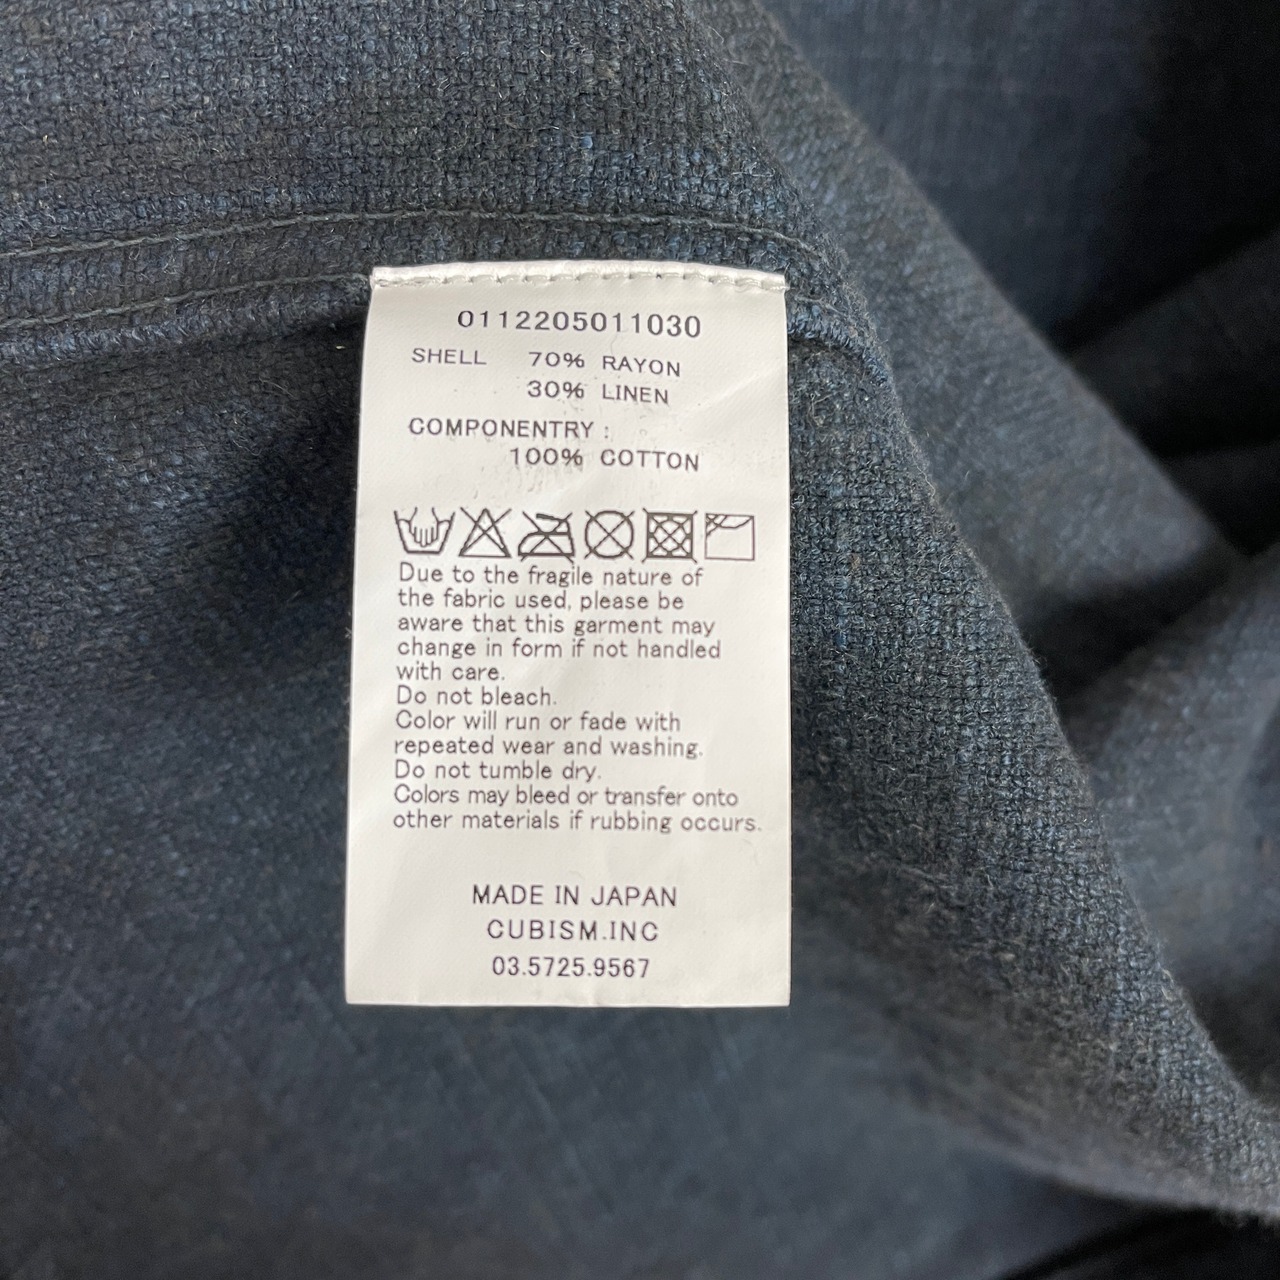 0112205011030
SHELL 70% RAYON
30% LINEN
COMPONENTRY :
100% COTTON
Due to the fragile nature of
the fabric used, please be
aware that this garment may
change in form if not handled
with care.
Do not bleach.
Color will run or fade with
repeated wear and washing.
Do not tumble dry.
Colors may bleed or transfer onto
other materials if rubbing occurs.
MADE IN JAPAN
CUBISM.INC
03.5725.9567